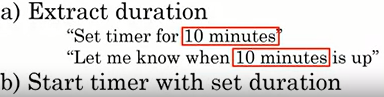 a) Extract duration
“Set timer for 10 minutes”
“Let me know when 10 minutes is up”
b) Start timer with set duration